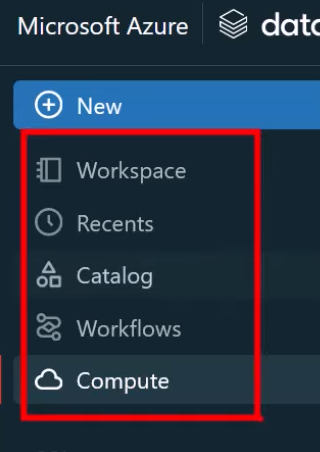 Microsoft Azure
New
Workspace
Recents
Catalog
Workflows
Compute